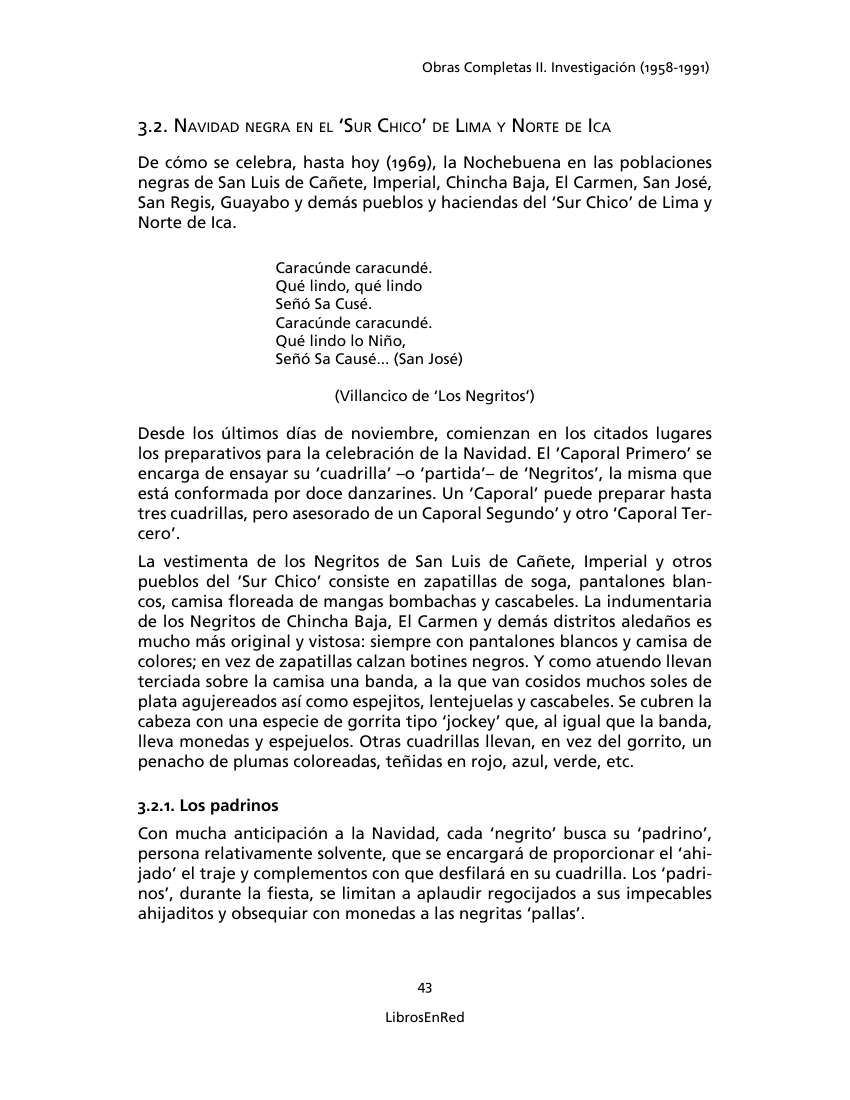 Obras Completas II. Investigación (1958-1991)
3.2. Navidad negra en el ‘Sur Chico’ de Lima y Norte de Ica
De cómo se celebra, hasta hoy (1969), la Nochebuena en las poblaciones
negras de San Luis de Cañete, Imperial, Chincha Baja, El Carmen, San José,
San Regis, Guayabo y demás pueblos y haciendas del ‘Sur Chico’ de Lima y
Norte de Ica.
Caracúnde caracundé.
Qué lindo, qué lindo
Señó Sa Cusé.
Caracúnde caracundé.
Qué lindo lo Niño,
Señó Sa Causé... (San José)
(Villancico de ‘Los Negritos’)
Desde los últimos días de noviembre, comienzan en los citados lugares
los preparativos para la celebración de la Navidad. El ‘Caporal Primero’ se
encarga de ensayar su ‘cuadrilla’ –o ‘partida’– de ‘Negritos’, la misma que
está conformada por doce danzarines. Un ‘Caporal’ puede preparar hasta
tres cuadrillas, pero asesorado de un Caporal Segundo’ y otro ‘Caporal Ter-
cero’.
La vestimenta de los Negritos de San Luis de Cañete, Imperial y otros
pueblos del ‘Sur Chico’ consiste en zapatillas de soga, pantalones blan-
cos, camisa floreada de mangas bombachas y cascabeles. La indumentaria
de los Negritos de Chincha Baja, El Carmen y demás distritos aledaños es
mucho más original y vistosa: siempre con pantalones blancos y camisa de
colores; en vez de zapatillas calzan botines negros. Y como atuendo llevan
terciada sobre la camisa una banda, a la que van cosidos muchos soles de
plata agujereados así como espejitos, lentejuelas y cascabeles. Se cubren la
cabeza con una especie de gorrita tipo ‘jockey’ que, al igual que la banda,
lleva monedas y espejuelos. Otras cuadrillas llevan, en vez del gorrito, un
penacho de plumas coloreadas, teñidas en rojo, azul, verde, etc.
3.2.1. Los padrinos
Con mucha anticipación a la Navidad, cada ‘negrito’ busca su ‘padrino’,
persona relativamente solvente, que se encargará de proporcionar el ‘ahi-
jado’ el traje y complementos con que desfilará en su cuadrilla. Los ‘padri-
nos’, durante la fiesta, se limitan a aplaudir regocijados a sus impecables
ahijaditos y obsequiar con monedas a las negritas ‘pallas’.
43
LibrosEnRed